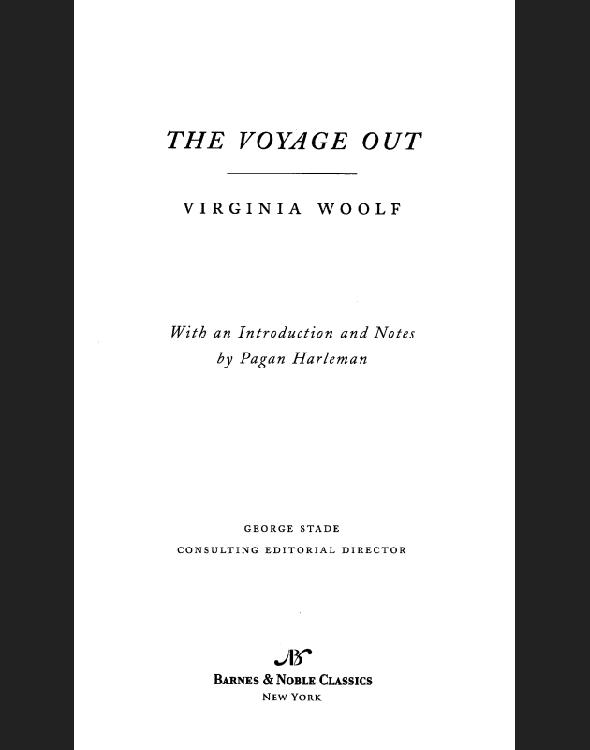 THE VOYAGE OUT
VIRGINIA WOOLF
With an Introduction and Notes
by Pagan Harleman
GEORGE STADE
CONSULTING EDITORIAL DIRECTOR
BARNES & NOBLE CLASSICS
NEW YORK